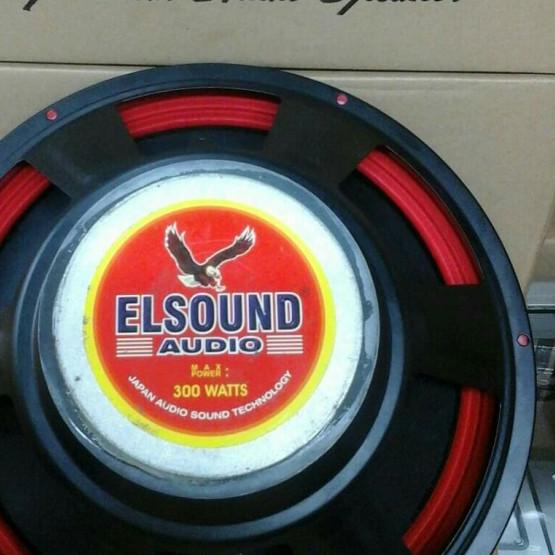 ELSOUND
AUDIO
MAX
POWER :
300 WATTS
JAPAN AUDIO SOUND TECHNOLOGY